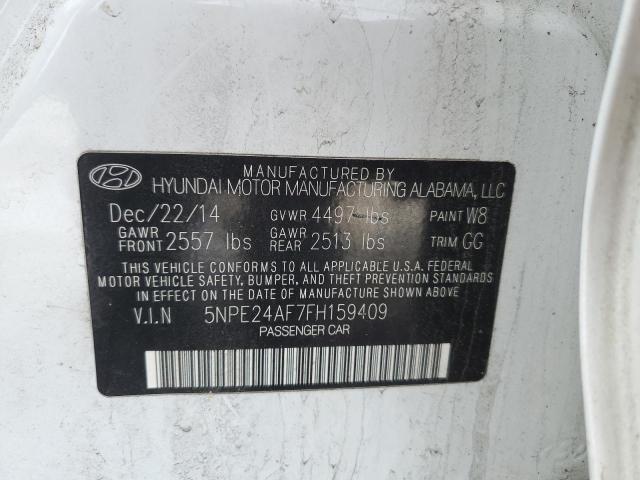 MANUFACTURED BY
HYUNDAI MOTOR MANUFACTURING ALABAMA, LLC
Dec/22/14 GVWR 4497 lbs PAINT W8
GAWR FRONT 2557 lbs GAWR REAR 2513 lbs TRIM GG
THIS VEHICLE CONFORMS TO ALL APPLICABLE U.S.A. FEDERAL
MOTOR VEHICLE SAFETY, BUMPER, AND THEFT PREVENTION STANDARDS
IN EFFECT ON THE DATE OF MANUFACTURE SHOWN ABOVE.
V.I.N 5NPE24AF7FH159409
PASSENGER CAR